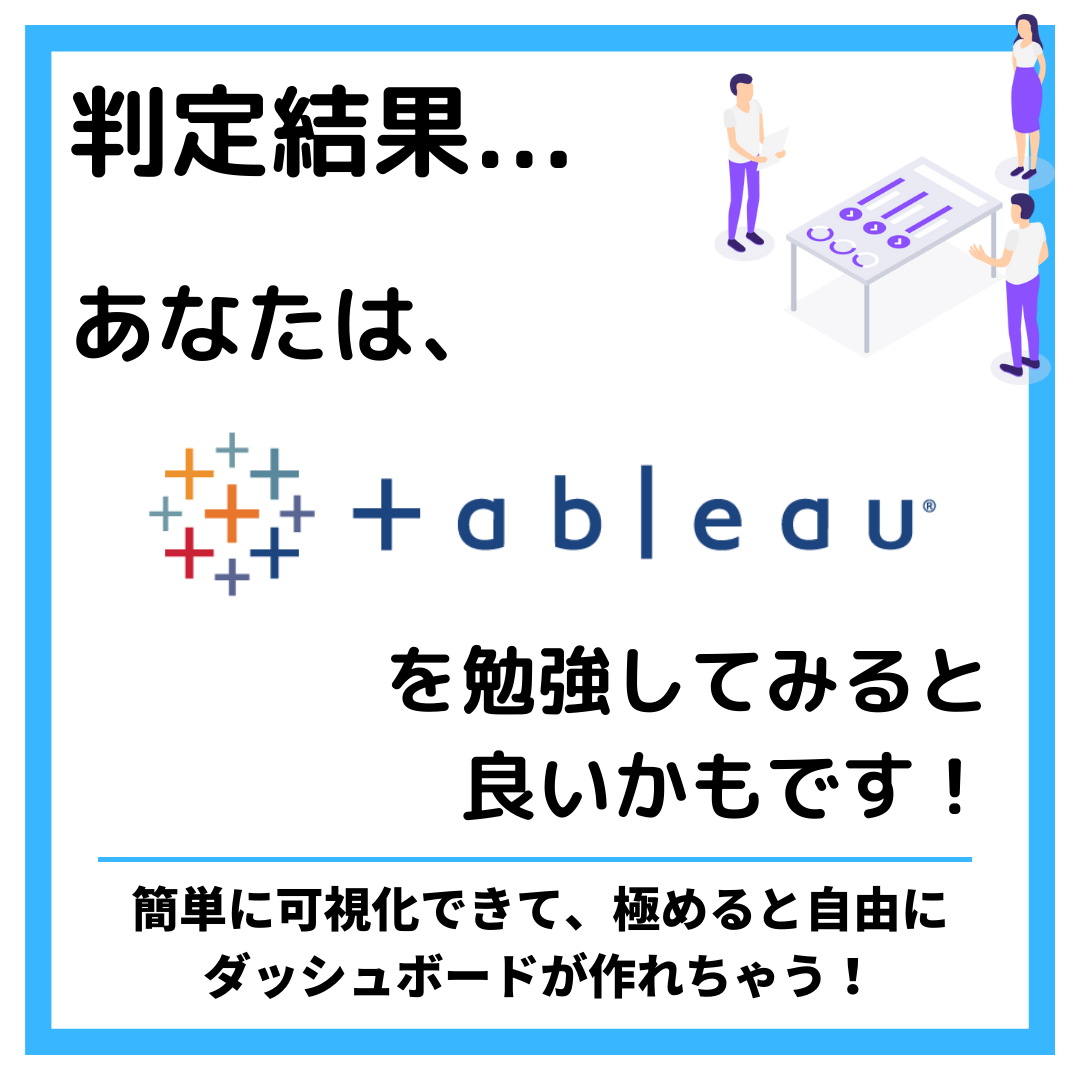 判定結果...
あなたは、
+ableau®
を勉強してみると
良いかもです！
簡単に可視化できて、極めると自由に
ダッシュボードが作れちゃう！